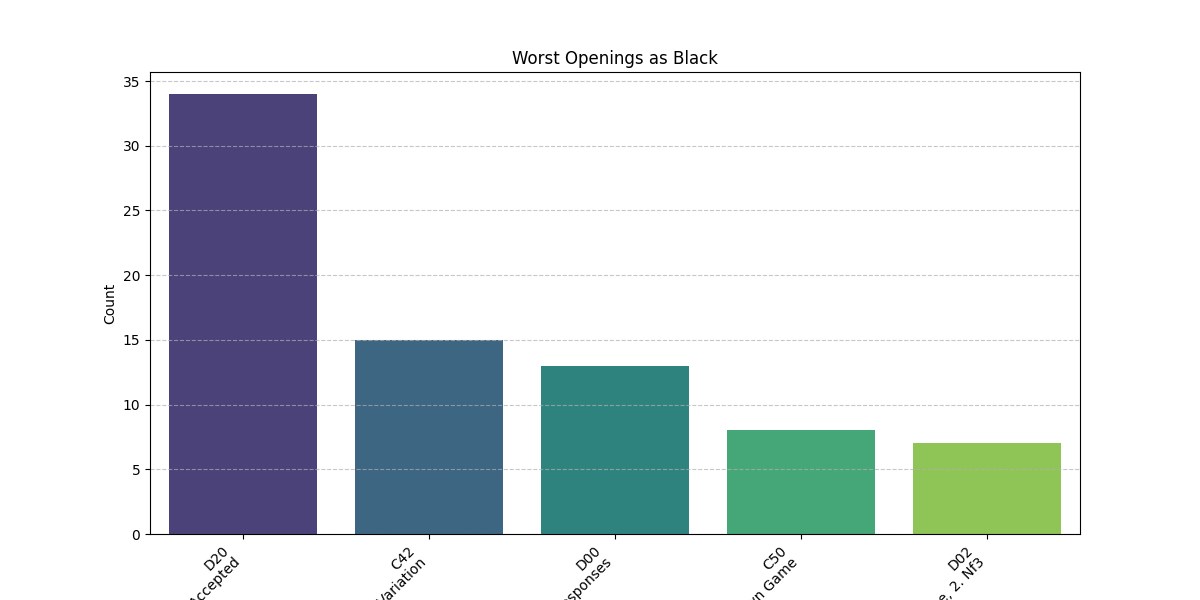 Worst Openings as Black
35
30
25
20
15
10
5
0
Count
D20
Accepted
C42
Variation
D00
C50
Game
D02
2. Nf3